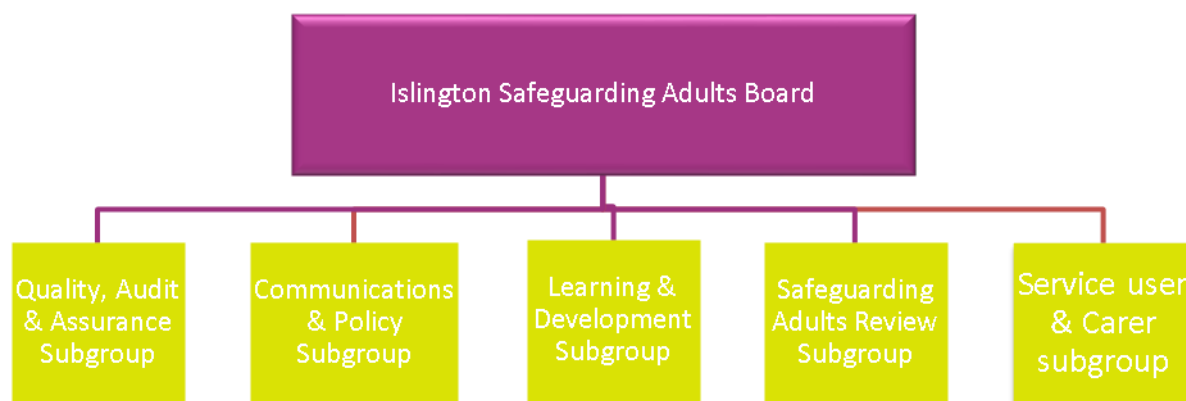 Islington Safeguarding Adults Board
Quality, Audit
& Assurance
Subgroup
Communications
& Policy
Subgroup
Learning &
Development
Subgroup
Safeguarding
Adults Review
Subgroup
Service user
& Carer
subgroup